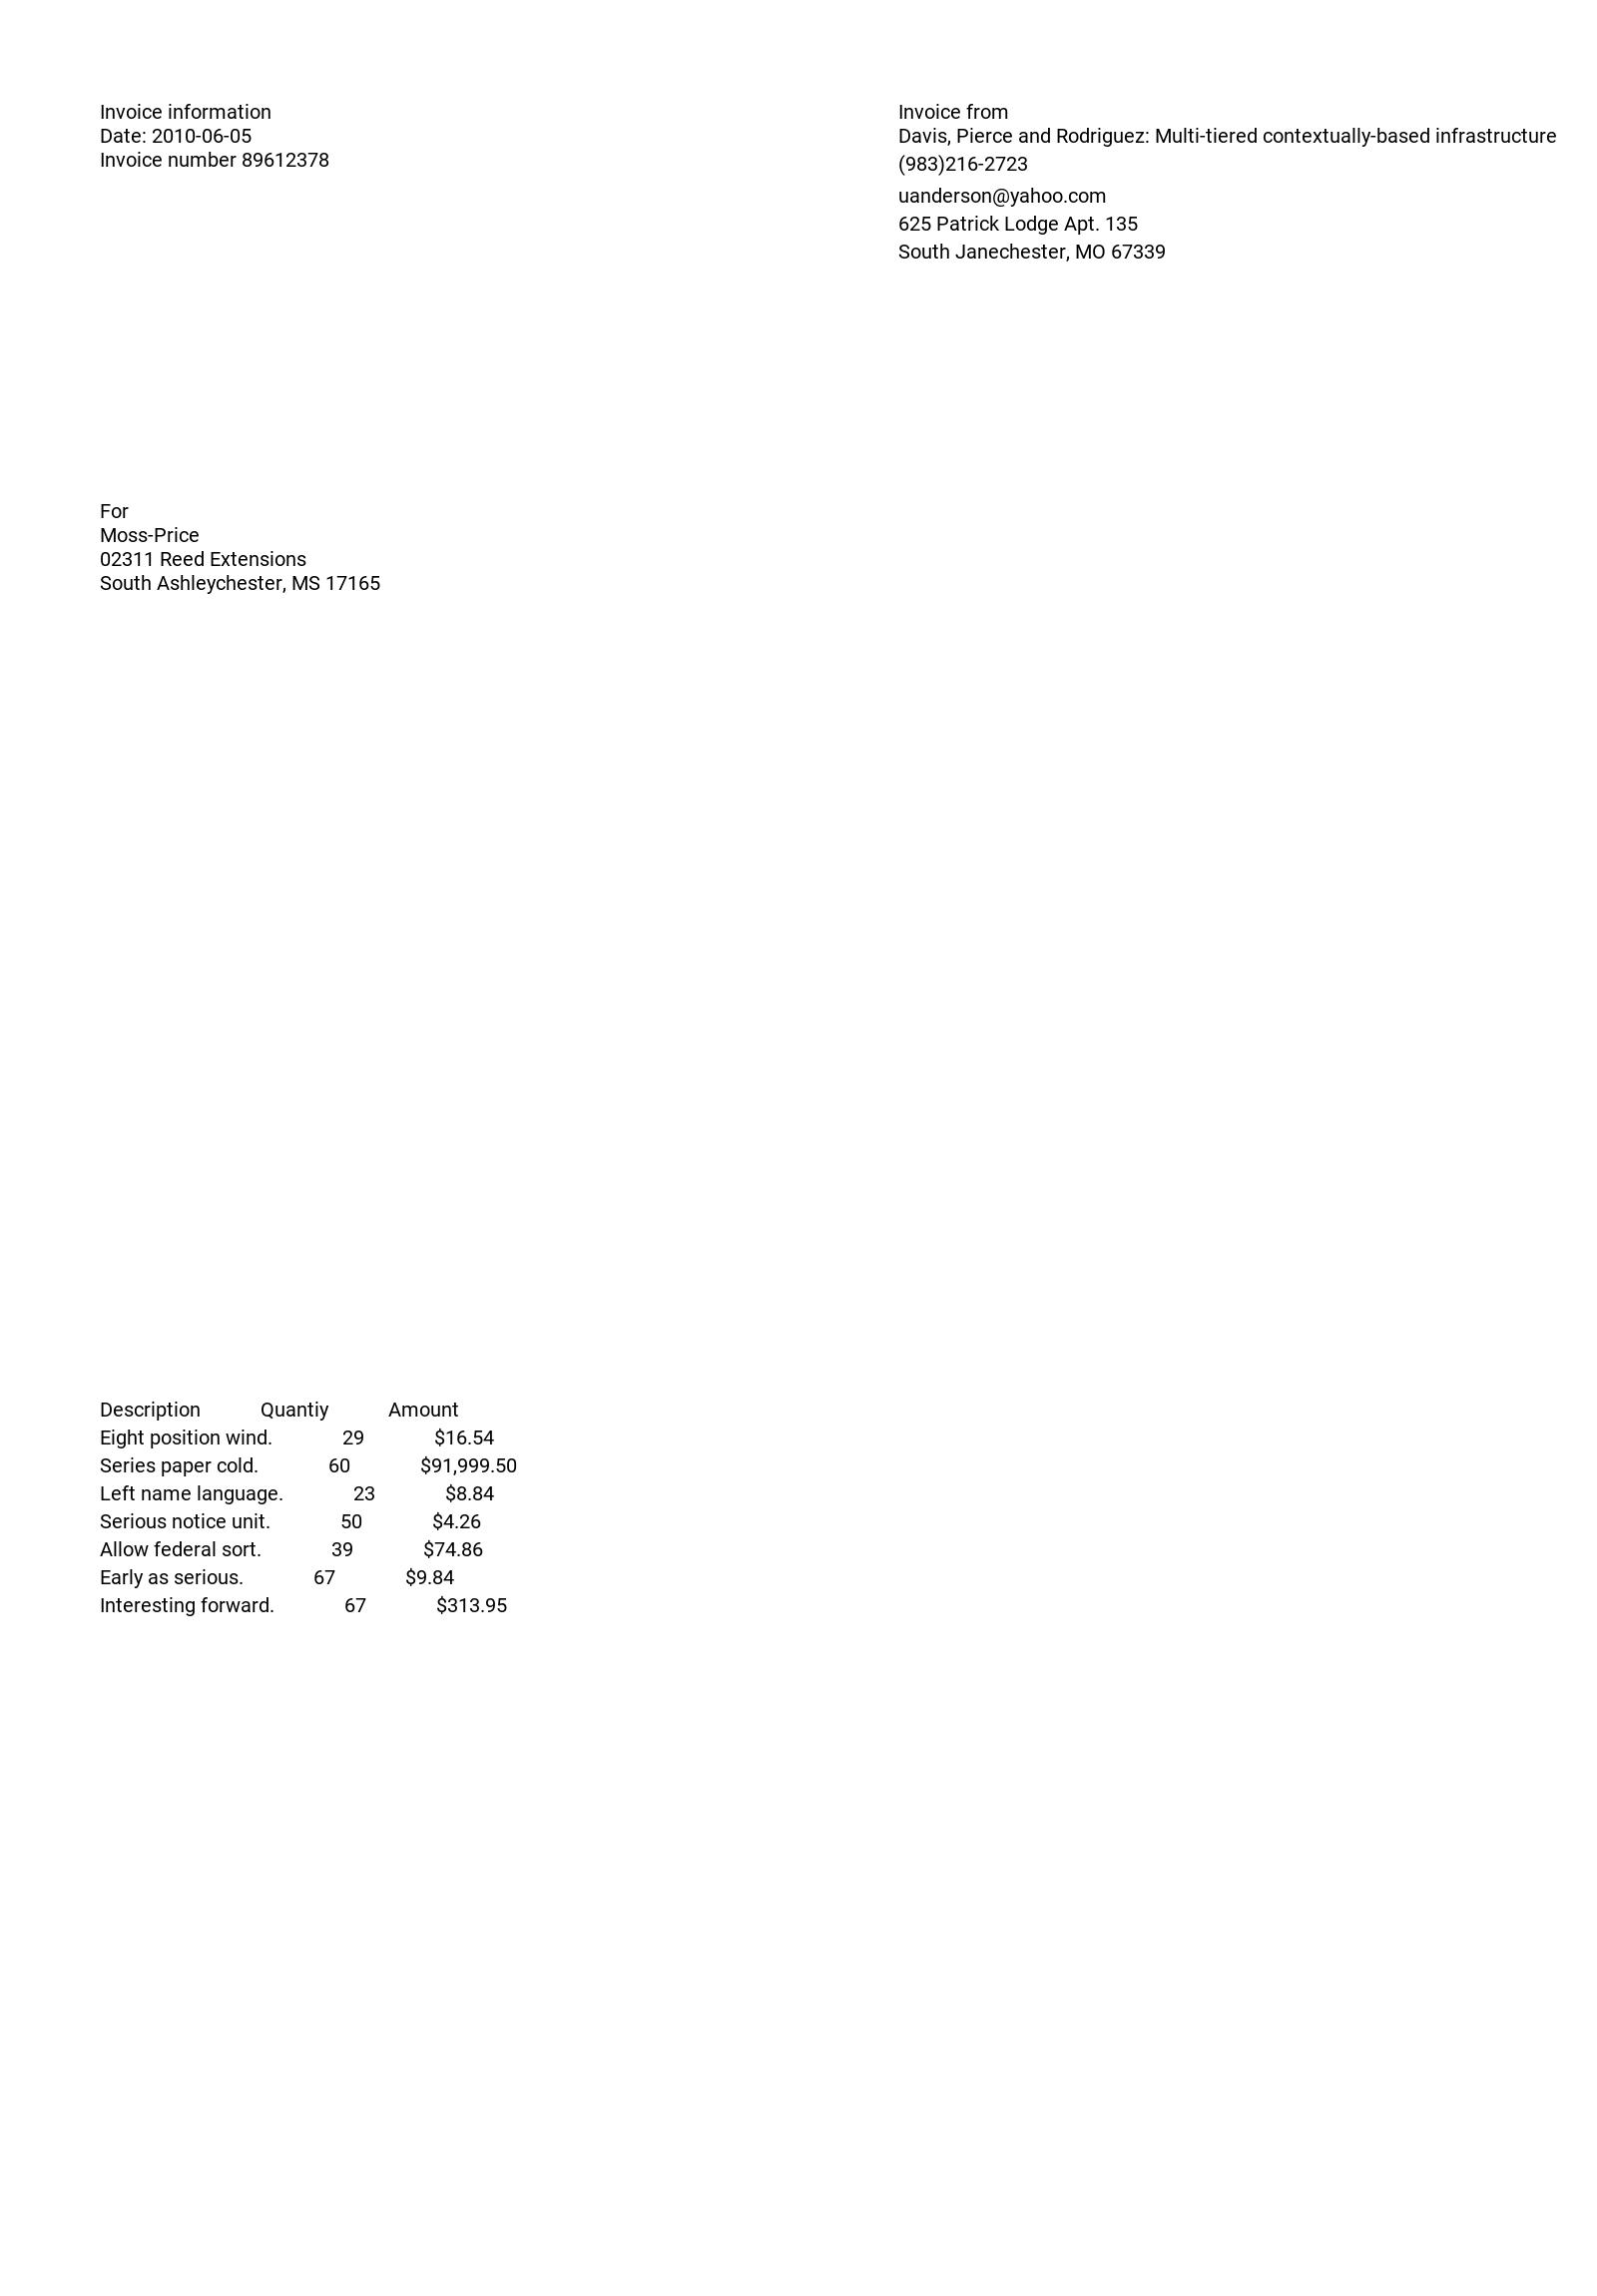 Invoice information
Date: 2010-06-05
Invoice number 89612378
Invoice from
Davis, Pierce and Rodriguez: Multi-tiered contextually-based infrastructure
(983)216-2723
uanderson@yahoo.com
625 Patrick Lodge Apt. 135
South Janechester, MO 67339
For
Moss-Price
02311 Reed Extensions
South Ashleychester, MS 17165
Description Quantiy Amount
Eight position wind. 29 $16.54
Series paper cold. 60 $91,999.50
Left name language. 23 $8.84
Serious notice unit. 50 $4.26
Allow federal sort. 39 $74.86
Early as serious. 67 $9.84
Interesting forward. 67 $313.95